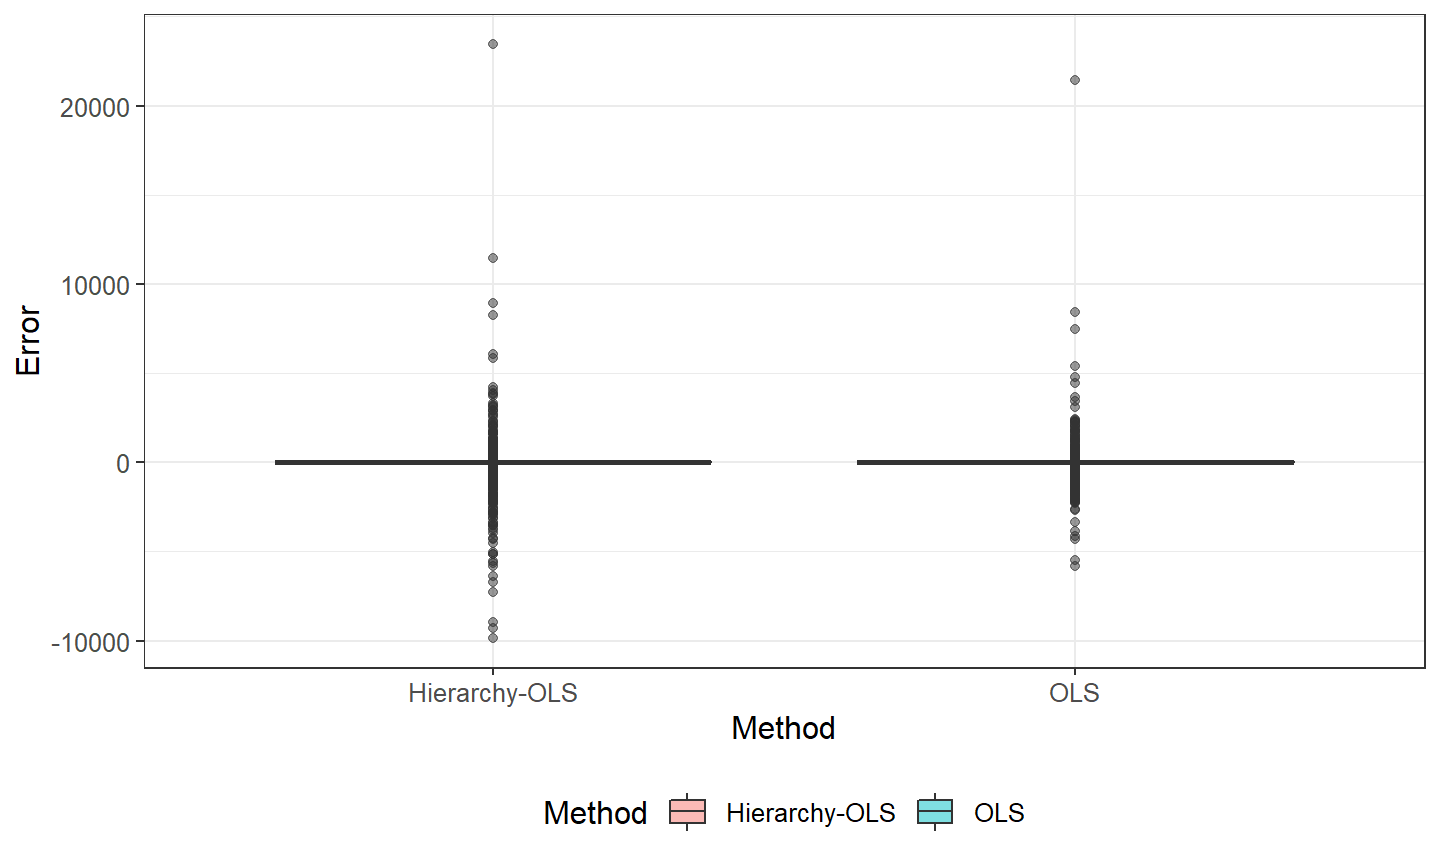 20000
10000
0
-10000
Error
Hierarchy-OLS OLS
Method
Method Hierarchy-OLS OLS